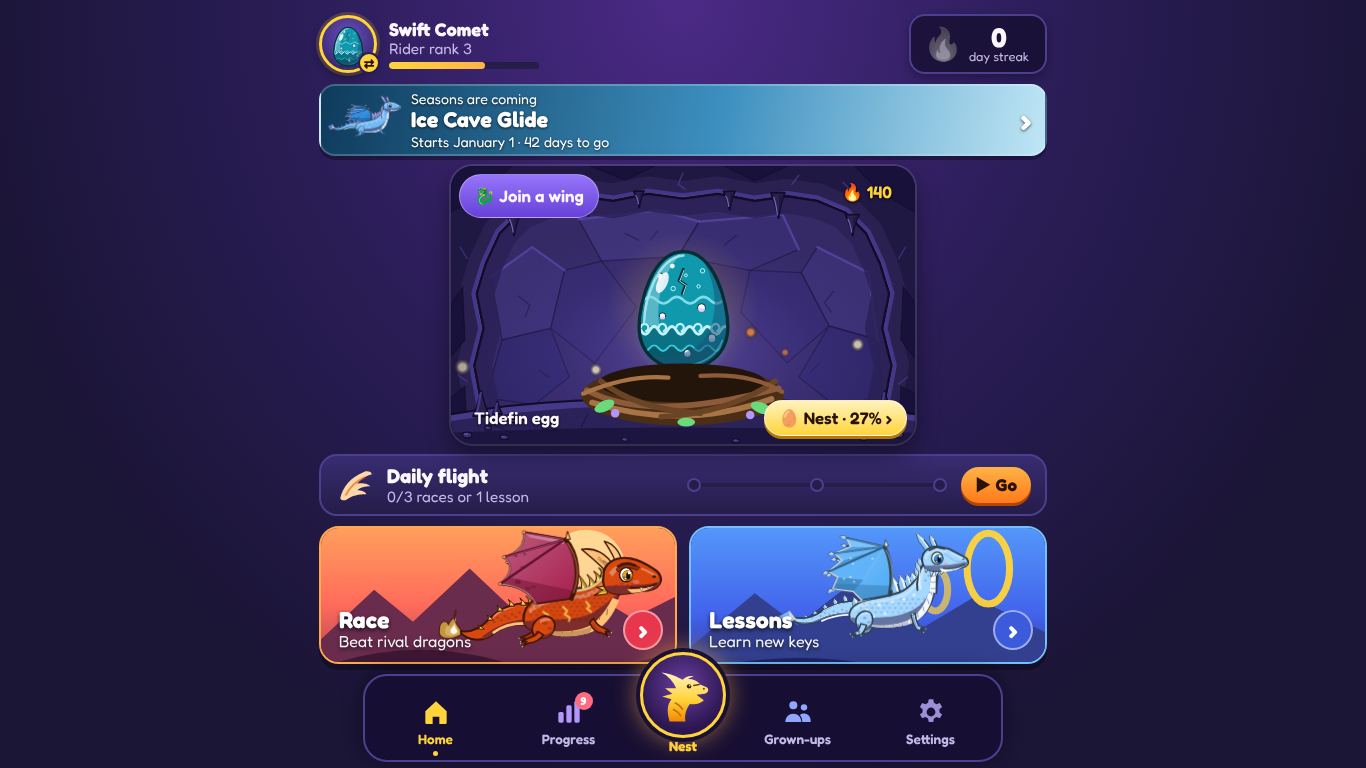 Swift Comet
Rider rank 3
0
day streak
Seasons are coming
Ice Cave Glide
Starts January 1 · 42 days to go
🐉 Join a wing
🔥 140
Tidefin egg
🥚 Nest · 27% ›
Daily flight
0/3 races or 1 lesson
▶ Go
Race
Beat rival dragons
Lessons
Learn new keys
Home
9
Progress
Nest
Grown-ups
Settings